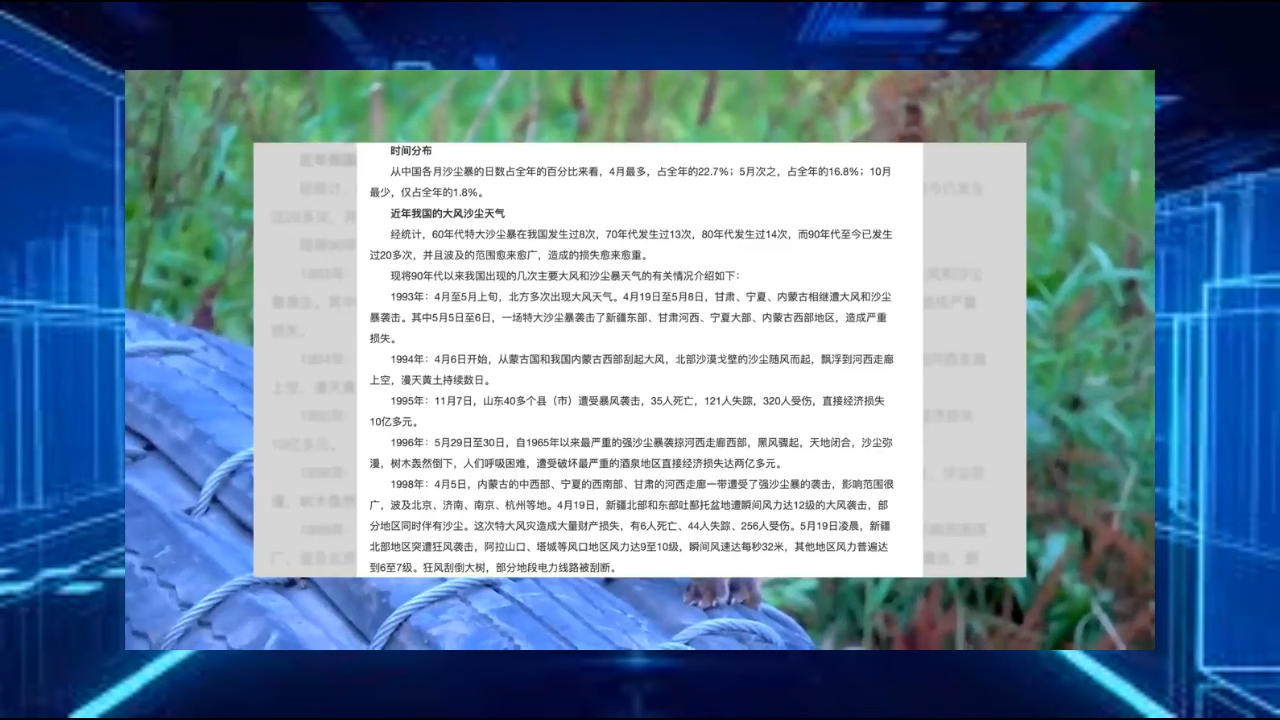 时间分布
从中国各月沙尘暴的日数占全年的百分比来看，4月最多，占全年的22.7%；5月次之，占全年的16.8%；10月
最少，仅占全年的1.8%。
近年我国的大风沙尘天气
经统计，60年代特大沙尘暴在我国发生过8次，70年代发生过13次，80年代发生过14次，而90年代至今已发生
过20多次，并且波及的范围愈来愈广，造成的损失愈来愈重。
现将90年代以来我国出现的几次主要大风和沙尘暴天气的有关情况介绍如下：
1993年：4月至5月上旬，北方多次出现大风天气。4月19日至5月8日，甘肃、宁夏、内蒙古相继遭大风和沙尘
暴袭击。其中5月5日至6日，一场特大沙尘暴袭击了新疆东部、甘肃河西、宁夏大部、内蒙古西部地区，造成严重
损失。
1994年：4月6日开始，从蒙古国和我国内蒙古西部刮起大风，北部沙漠戈壁的沙尘随风而起，飘浮到河西走廊
上空，漫天黄土持续数日。
1995年：11月7日，山东40多个县（市）遭受暴风袭击，35人死亡，121人失踪，320人受伤，直接经济损失
10亿多元。
1996年：5月29日至30日，自1965年以来最严重的强沙尘暴袭掠河西走廊西部，黑风骤起，天地闭合，沙尘弥
漫，树木轰然倒下，人们呼吸困难，遭受破坏最严重的酒泉地区直接经济损失达两亿多元。
1998年：4月5日，内蒙古的中西部、宁夏的西南部、甘肃的河西走廊一带遭受了强沙尘暴的袭击，影响范围很
广，波及北京、济南、南京、杭州等地。4月19日，新疆北部和东部吐鄯托盆地遭瞬间风力达12级的大风袭击，部
分地区同时伴有沙尘。这次特大风灾造成大量财产损失，有6人死亡、44人失踪、256人受伤。5月19日凌晨，新疆
北部地区突遭狂风袭击，阿拉山口、塔城等风口地区风力达9至10级，瞬间风速达每秒32米，其他地区风力普遍达
到6至7级。狂风刮倒大树，部分地段电力线路被刮断。